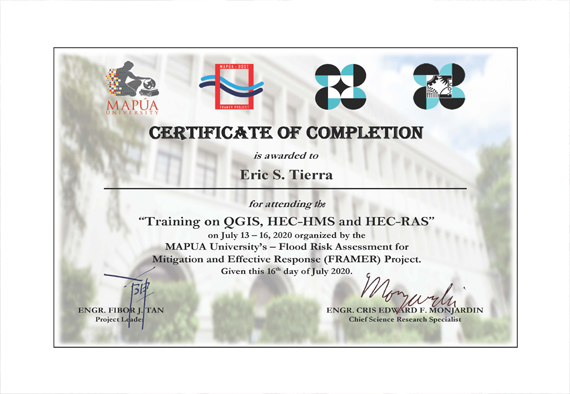 MAPÚA
UNIVERSITY
MAPUA - DOST
FRAMER PROJECT
CERTIFICATE OF COMPLETION
is awarded to
Eric S. Tierra
for attending the
“Training on QGIS, HEC-HMS and HEC-RAS”
on July 13 – 16, 2020 organized by the
MAPUA University's – Flood Risk Assessment for
Mitigation and Effective Response (FRAMER) Project.
Given this 16th day of July 2020.
ENGR. FIBOR J. TAN
Project Leader
ENGR. CRIS EDWARD F. MONJARDIN
Chief Science Research Specialist